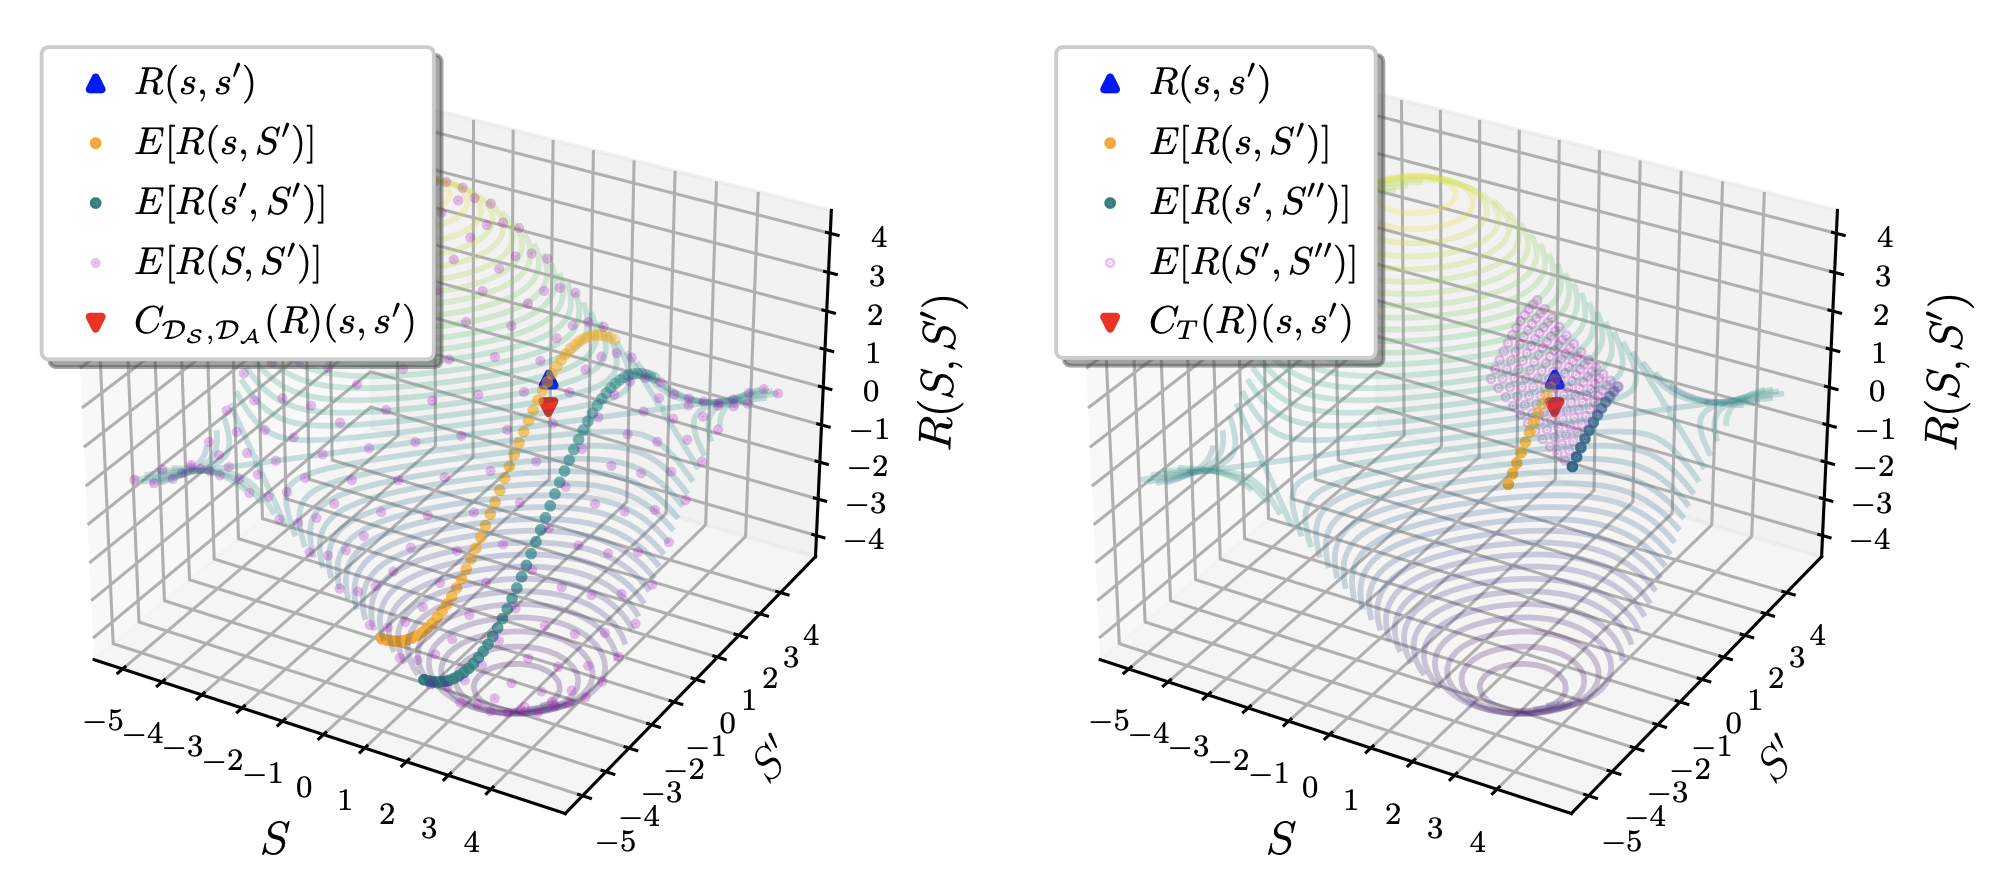 R(s, s′)
E[R(s, S′)]
E[R(s′, S′)]
E[R(S, S′)]
C_{𝒟_S, 𝒟_𝒜}(R)(s, s′)
4
3
2
1
0
−1
−2
−3
−4
R(S, S′)
−5 −4 −3 −2 −1 0 1 2 3 4
S
−5 −4 −3 −2 −1 0 1 2 3 4
S′
R(s, s′)
E[R(s, S′)]
E[R(s′, S″)]
E[R(S′, S″)]
C_T(R)(s, s′)
4
3
2
1
0
−1
−2
−3
−4
R(S, S′)
−5 −4 −3 −2 −1 0 1 2 3 4
S
−5 −4 −3 −2 −1 0 1 2 3 4
S′